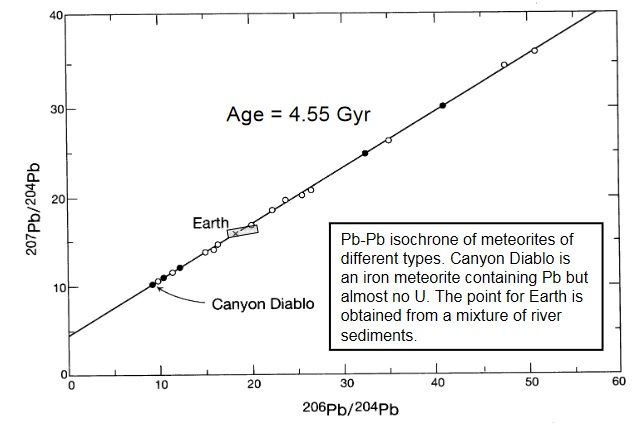 40
30
20
10
0
207Pb/204Pb
Age = 4.55 Gyr
Earth
Canyon Diablo
Pb-Pb isochrone of meteorites of
different types. Canyon Diablo is
an iron meteorite containing Pb but
almost no U. The point for Earth is
obtained from a mixture of river
sediments.
0 10 20 30 40 50 60
206Pb/204Pb